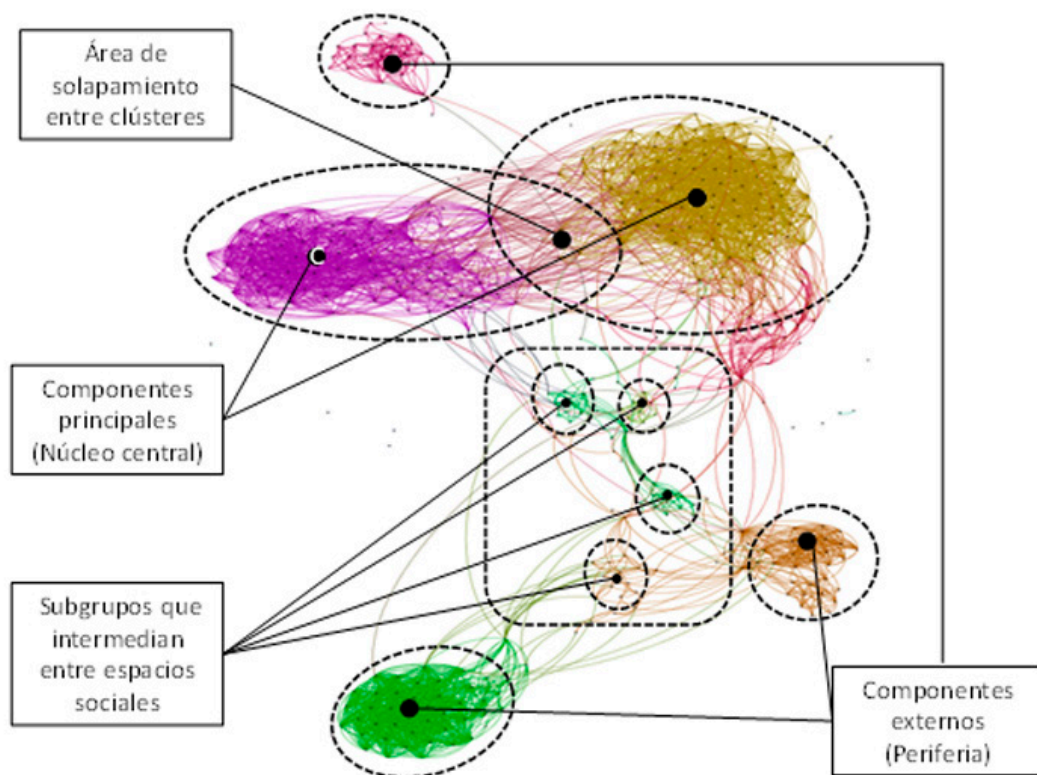 Área de
solapamiento
entre clústeres
Componentes
principales
(Núcleo central)
Subgrupos que
intermedian
entre espacios
sociales
Componentes
externos
(Periferia)